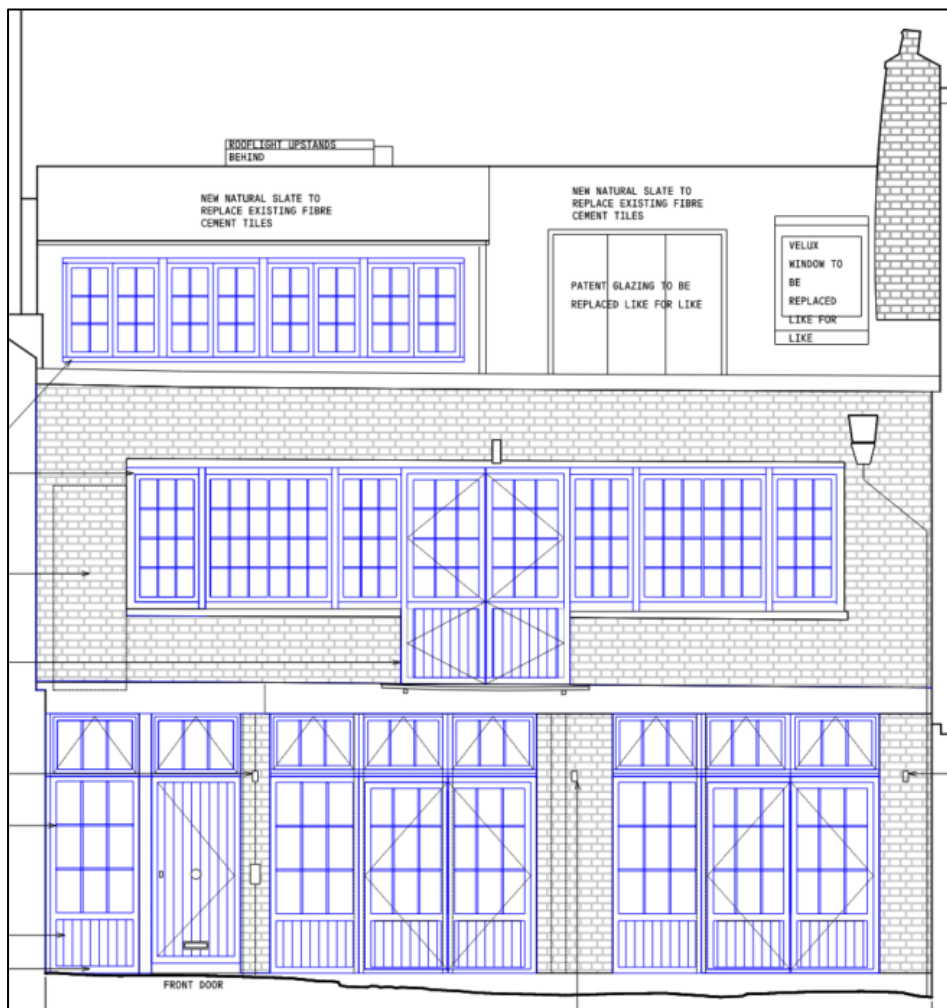 ROOFLIGHT UPSTANDS
BEHIND
NEW NATURAL SLATE TO
REPLACE EXISTING FIBRE
CEMENT TILES
NEW NATURAL SLATE TO
REPLACE EXISTING FIBRE
CEMENT TILES
PATENT GLAZING TO BE
REPLACED LIKE FOR LIKE
VELUX
WINDOW TO
BE
REPLACED
LIKE FOR
LIKE
FRONT DOOR